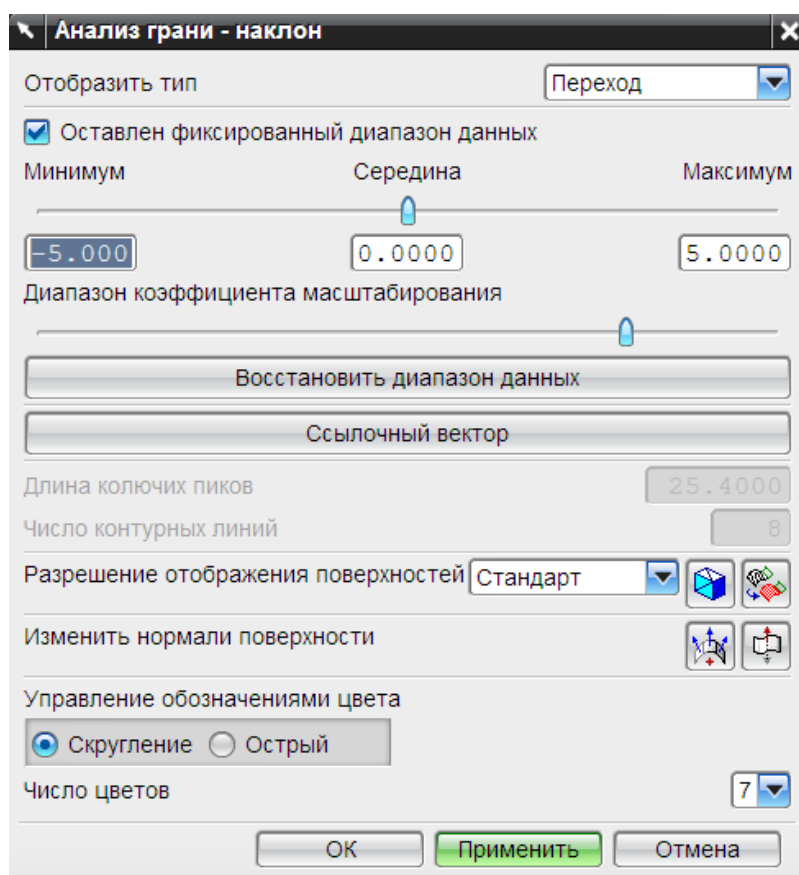 Анализ грани - наклон
Отобразить тип Переход
Оставлен фиксированный диапазон данных
Минимум Середина Максимум
-5.000 0.0000 5.0000
Диапазон коэффициента масштабирования
Восстановить диапазон данных
Ссылочный вектор
Длина колючих пиков 25.4000
Число контурных линий 8
Разрешение отображения поверхностей Стандарт
Изменить нормали поверхности
Управление обозначениями цвета
Скругление Острый
Число цветов 7
ОК Применить Отмена